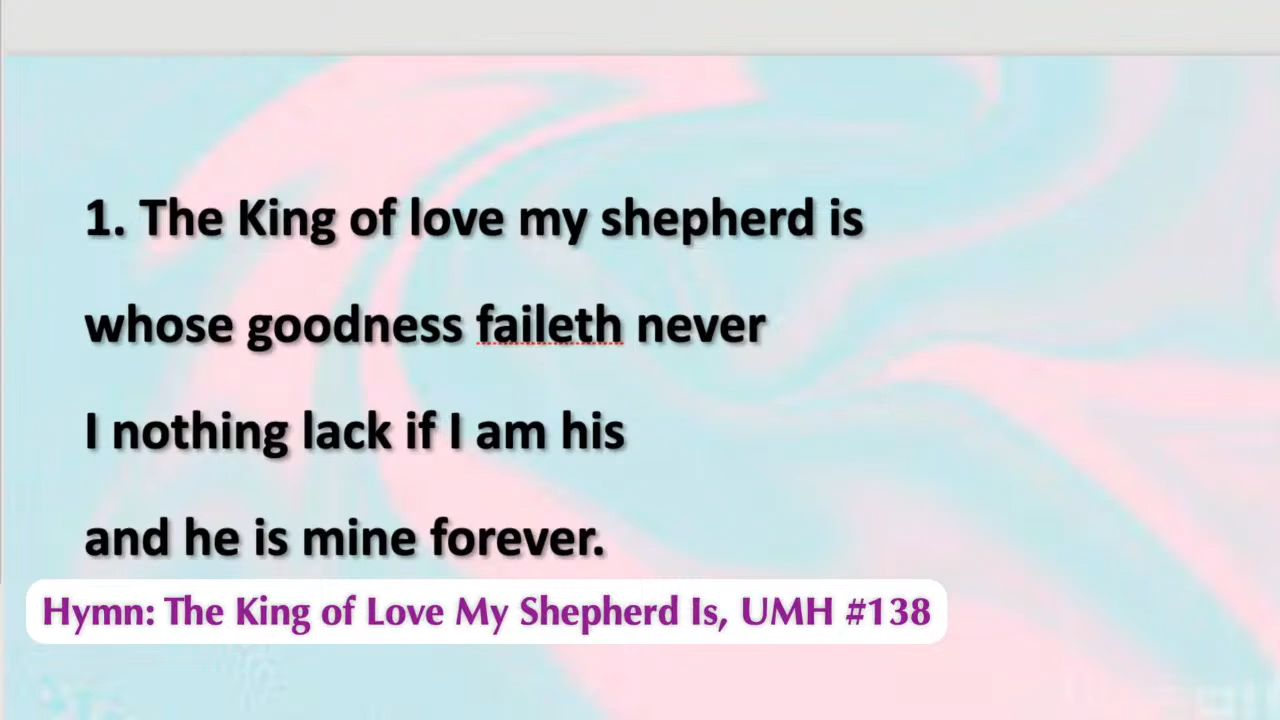 1. The King of love my shepherd is
whose goodness faileth never
I nothing lack if I am his
and he is mine forever.
Hymn: The King of Love My Shepherd Is, UMH #138